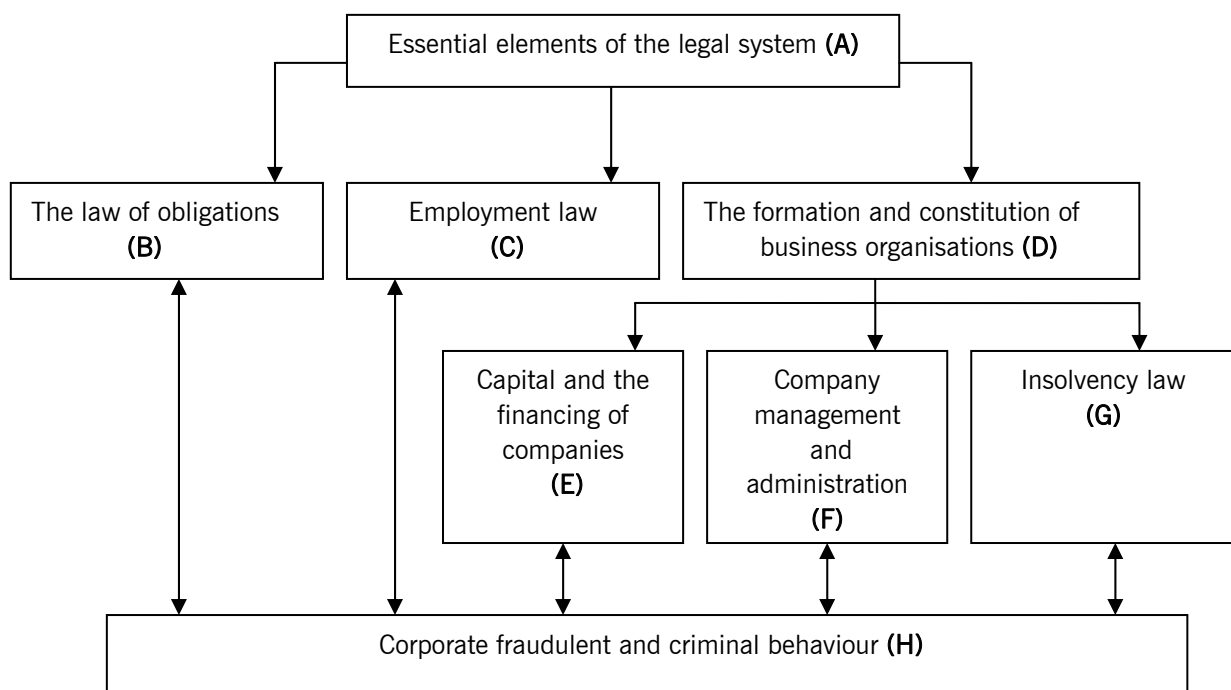 Essential elements of the legal system (A)
The law of obligations
(B)
Employment law
(C)
The formation and constitution of
business organisations (D)
Capital and the
financing of
companies
(E)
Company
management
and
administration
(F)
Insolvency law
(G)
Corporate fraudulent and criminal behaviour (H)